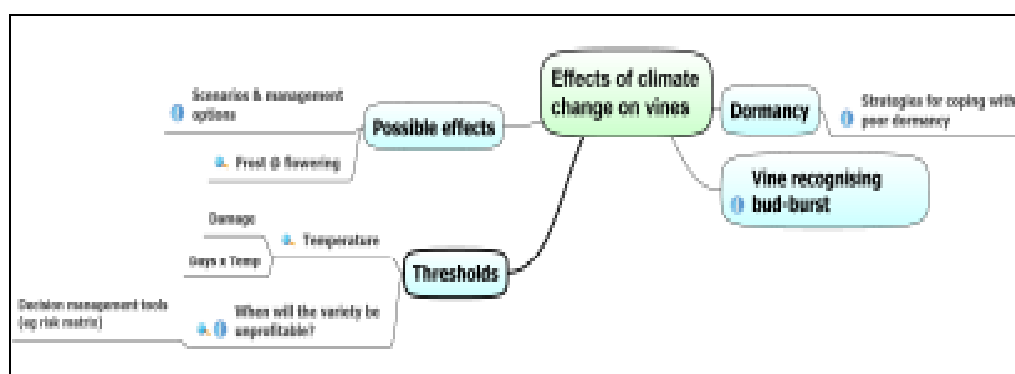 Effects of climate
change on vines
Scenarios & management
options
Possible effects
Frost @ flowering
Dormancy
Strategies for coping with
poor dormancy
Vine recognising
bud-burst
Damage
Temperature
Days x Temp
Thresholds
Decision management tools
(eg risk matrix)
When will the variety be
unprofitable?